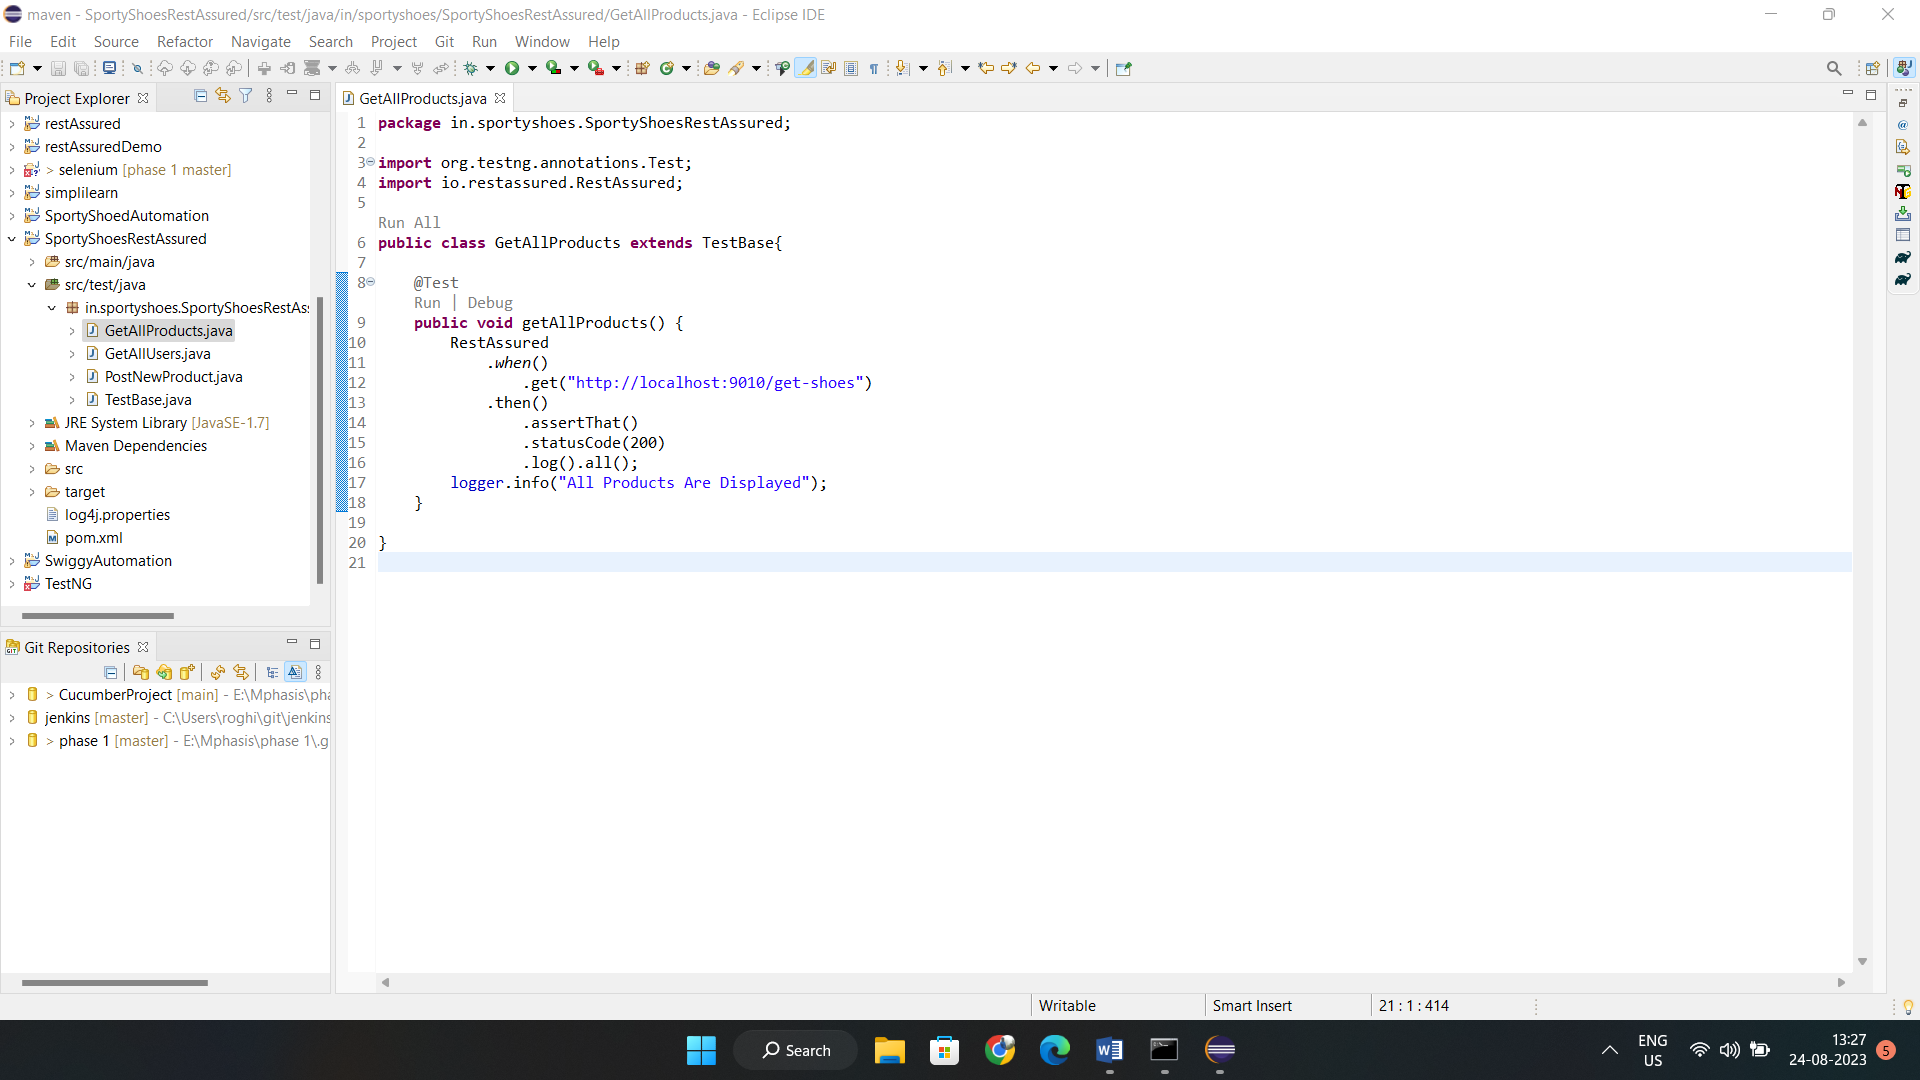 maven - SportyShoesRestAssured/src/test/java/in/sportyshoes/SportyShoesRestAssured/GetAllProducts.java - Eclipse IDE
File Edit Source Refactor Navigate Search Project Git Run Window Help
Project Explorer
restAssured
restAssuredDemo
> selenium [phase 1 master]
simplilearn
SportyShoedAutomation
SportyShoesRestAssured
src/main/java
src/test/java
in.sportyshoes.SportyShoesRestAs
GetAllProducts.java
GetAllUsers.java
PostNewProduct.java
TestBase.java
JRE System Library [JavaSE-1.7]
Maven Dependencies
src
target
log4j.properties
pom.xml
SwiggyAutomation
TestNG
Git Repositories
> CucumberProject [main] - E:\Mphasis\pha
jenkins [master] - C:\Users\roghi\git\jenkins
> phase 1 [master] - E:\Mphasis\phase 1\.g
GetAllProducts.java
1 package in.sportyshoes.SportyShoesRestAssured;
2
3 import org.testng.annotations.Test;
4 import io.restassured.RestAssured;
5
Run All
6 public class GetAllProducts extends TestBase{
7
8 @Test
Run | Debug
9 public void getAllProducts() {
10 RestAssured
11 .when()
12 .get("http://localhost:9010/get-shoes")
13 .then()
14 .assertThat()
15 .statusCode(200)
16 .log().all();
17 logger.info("All Products Are Displayed");
18 }
19
20 }
21
Writable Smart Insert 21 : 1 : 414
Search
ENG
US
13:27
24-08-2023
5